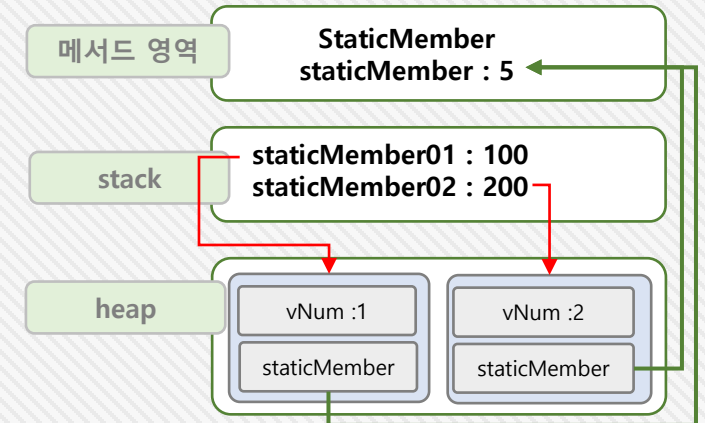 메서드 영역
StaticMember
staticMember : 5
stack
staticMember01 : 100
staticMember02 : 200
heap
vNum :1
staticMember
vNum :2
staticMember